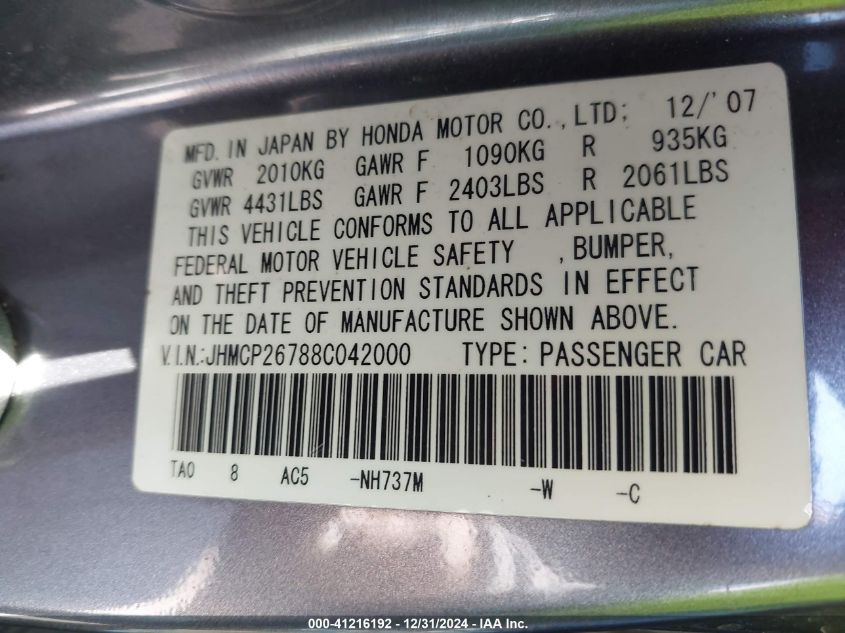 MFD. IN JAPAN BY HONDA MOTOR CO., LTD; 12/'07
GVWR 2010KG GAWR F 1090KG R 935KG
GVWR 4431LBS GAWR F 2403LBS R 2061LBS
THIS VEHICLE CONFORMS TO ALL APPLICABLE
FEDERAL MOTOR VEHICLE SAFETY , BUMPER,
AND THEFT PREVENTION STANDARDS IN EFFECT
ON THE DATE OF MANUFACTURE SHOWN ABOVE.
V.I.N.:JHMCP26788C042000 TYPE: PASSENGER CAR
TA0 8 AC5 -NH737M -W -C
000-41216192 - 12/31/2024 - IAA Inc.